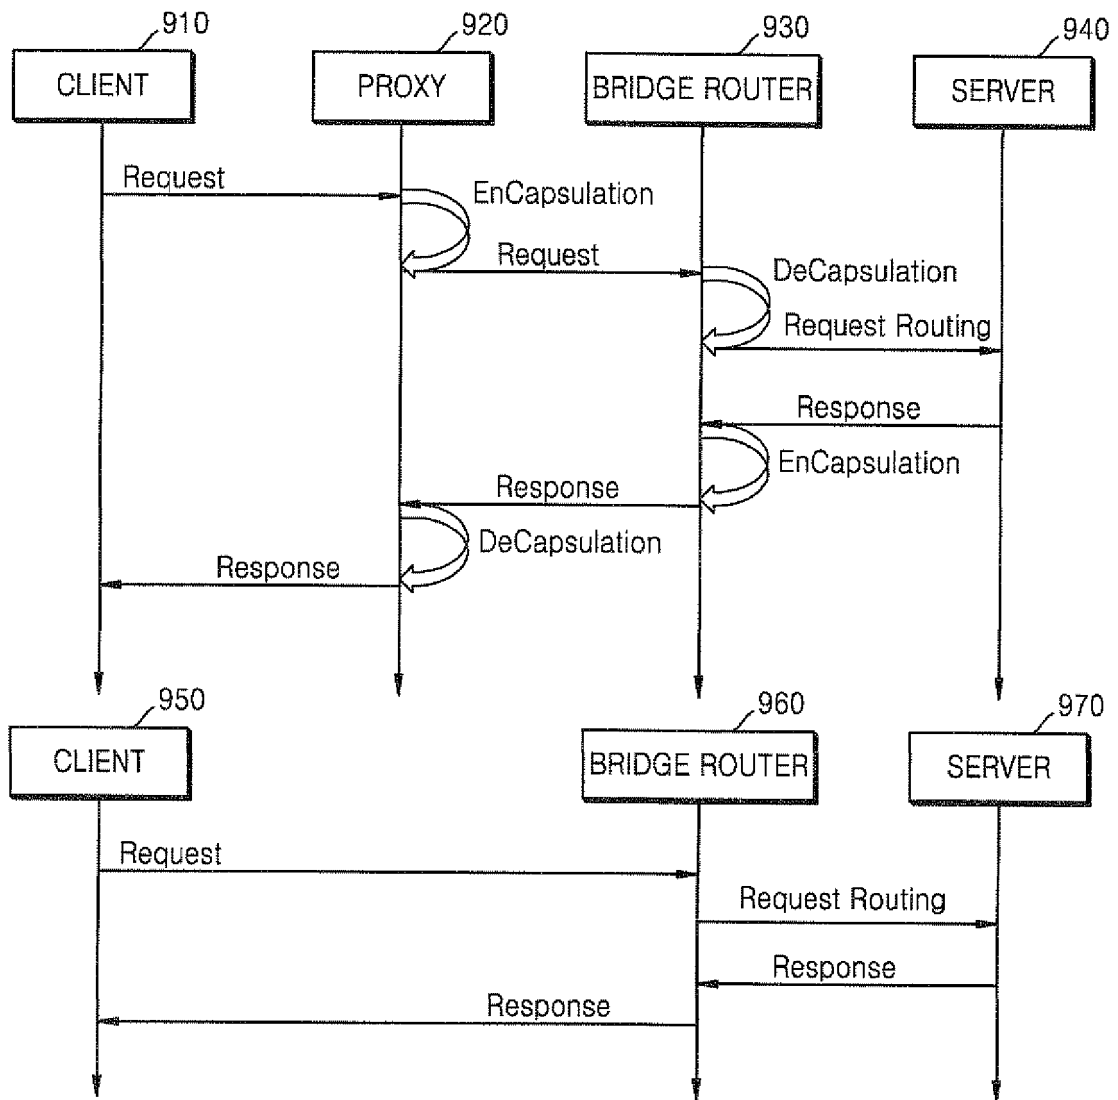 910
920
930
940
CLIENT
PROXY
BRIDGE ROUTER
SERVER
Request
EnCapsulation
Request
DeCapsulation
Request Routing
Response
EnCapsulation
Response
DeCapsulation
Response
950
960
970
CLIENT
BRIDGE ROUTER
SERVER
Request
Request Routing
Response
Response